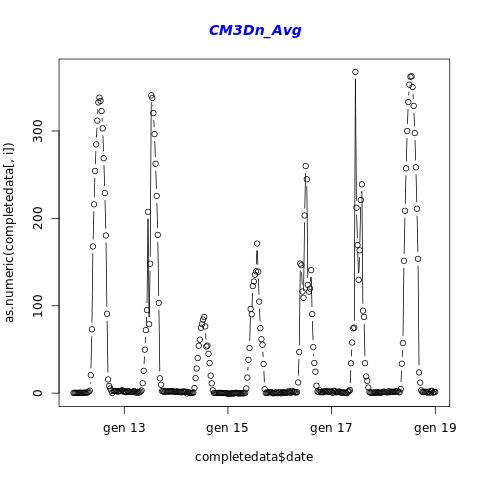 CM3Dn_Avg
as.numeric(completedata[, i])
300
200
100
0
gen 13
gen 15
gen 17
gen 19
completedata$date